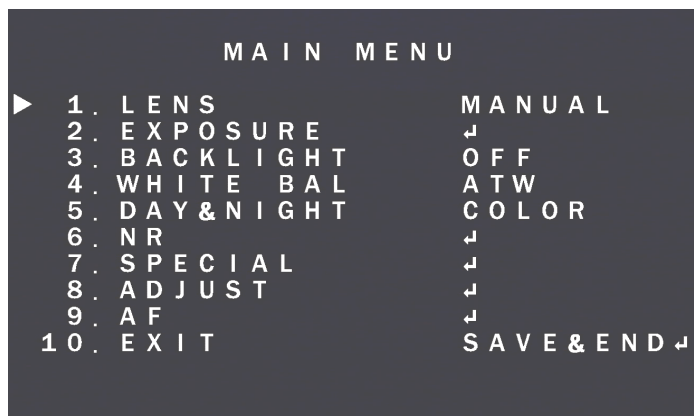 MAIN MENU
▶ 1. LENS MANUAL
2. EXPOSURE ↲
3. BACKLIGHT OFF
4. WHITE BAL ATW
5. DAY&NIGHT COLOR
6. NR ↲
7. SPECIAL ↲
8. ADJUST ↲
9. AF ↲
10. EXIT SAVE&END↲